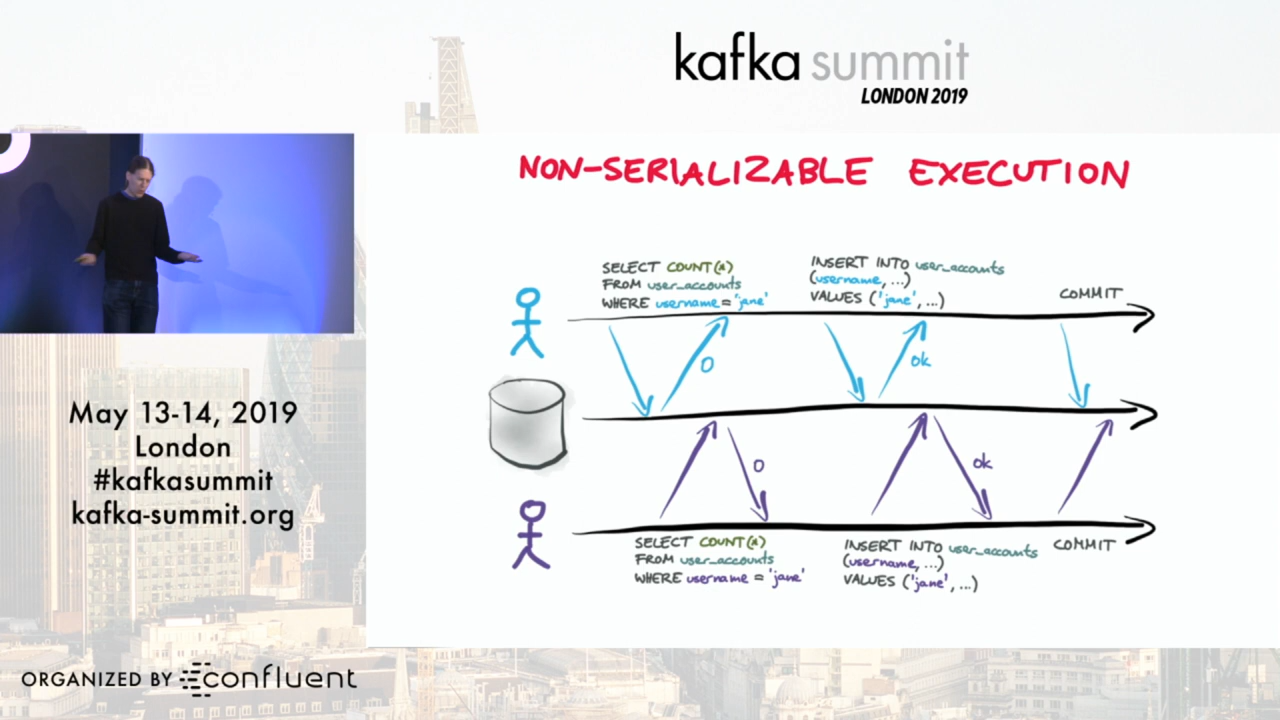 kafka summit
LONDON 2019
NON-SERIALIZABLE EXECUTION
SELECT COUNT(*)
FROM user_accounts
WHERE username = 'jane'
INSERT INTO user_accounts
(username, ...)
VALUES ('jane', ...)
COMMIT
0
ok
0
ok
SELECT COUNT(*)
FROM user_accounts
WHERE username = 'jane'
INSERT INTO user_accounts
(username, ...)
VALUES ('jane', ...)
COMMIT
May 13-14, 2019
London
#kafkasummit
kafka-summit.org
ORGANIZED BY confluent